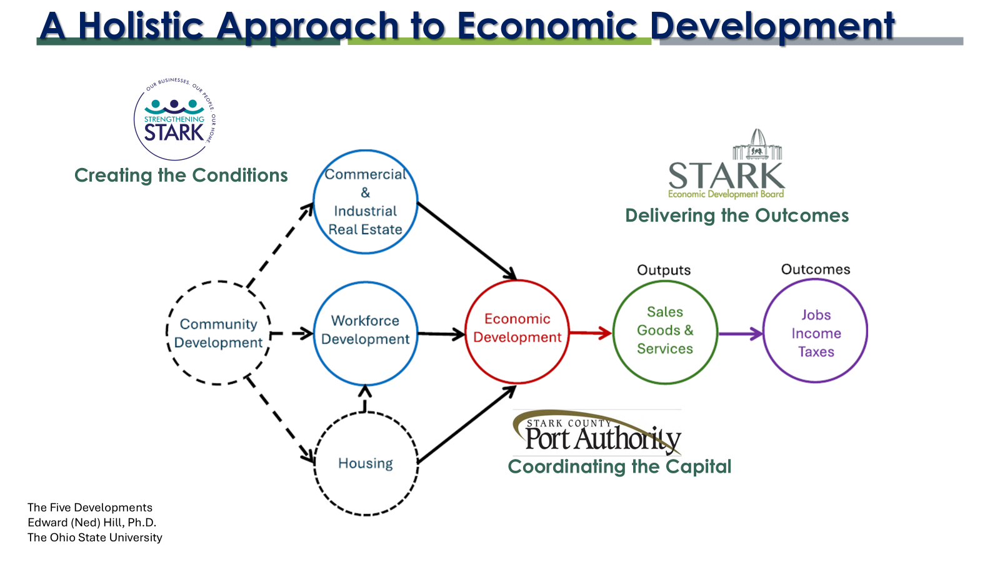 A Holistic Approach to Economic Development
OUR BUSINESSES. OUR PEOPLE. OUR HOME.
STRENGTHENING
STARK
Creating the Conditions
STARK
Economic Development Board
Delivering the Outcomes
Commercial
&
Industrial
Real Estate
Community
Development
Workforce
Development
Housing
Economic
Development
Outputs
Sales
Goods &
Services
Outcomes
Jobs
Income
Taxes
STARK COUNTY
Port Authority
Coordinating the Capital
The Five Developments
Edward (Ned) Hill, Ph.D.
The Ohio State University